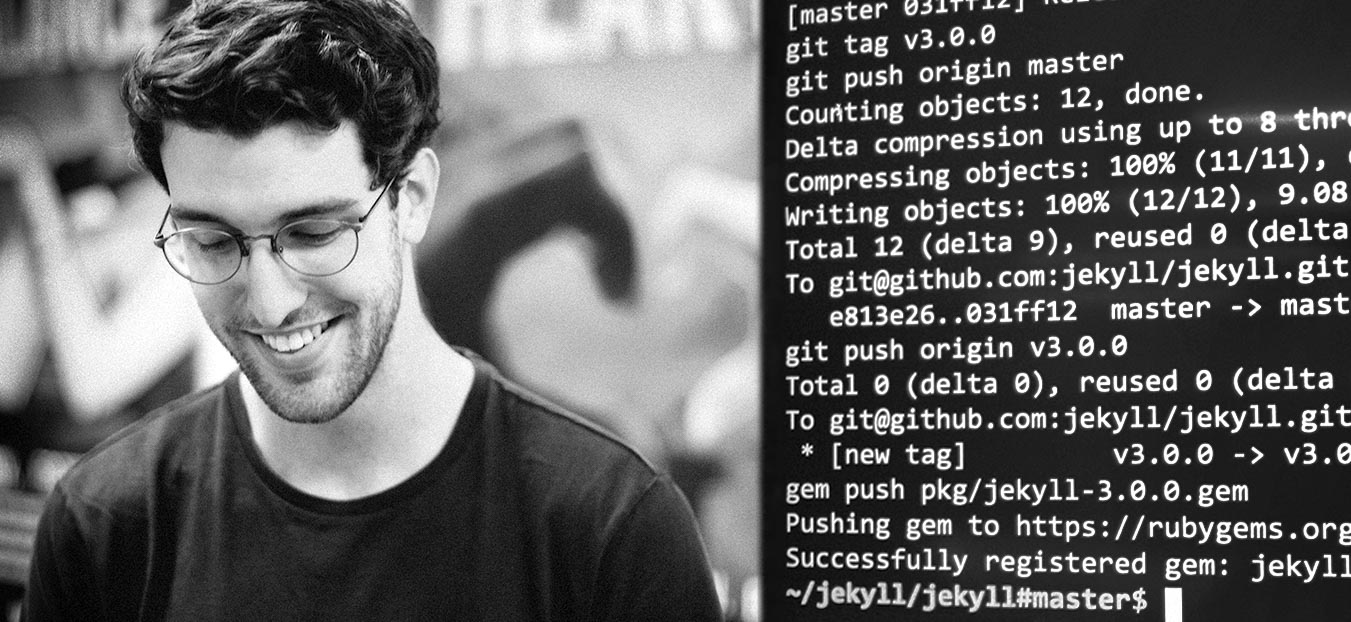 [master 031ff12]
git tag v3.0.0
git push origin master
Counting objects: 12, done.
Delta compression using up to 8
Compressing objects: 100% (11/11),
Writing objects: 100% (12/12), 9.08
Total 12 (delta 9), reused 0 (delta
To git@github.com:jekyll/jekyll.git
e813e26..031ff12 master -> mast
git push origin v3.0.0
Total 0 (delta 0), reused 0 (delta
To git@github.com:jekyll/jekyll.git
* [new tag] v3.0.0 -> v3.0
gem push pkg/jekyll-3.0.0.gem
Pushing gem to https://rubygems.org
Successfully registered gem: jekyll
~/jekyll/jekyll#master$